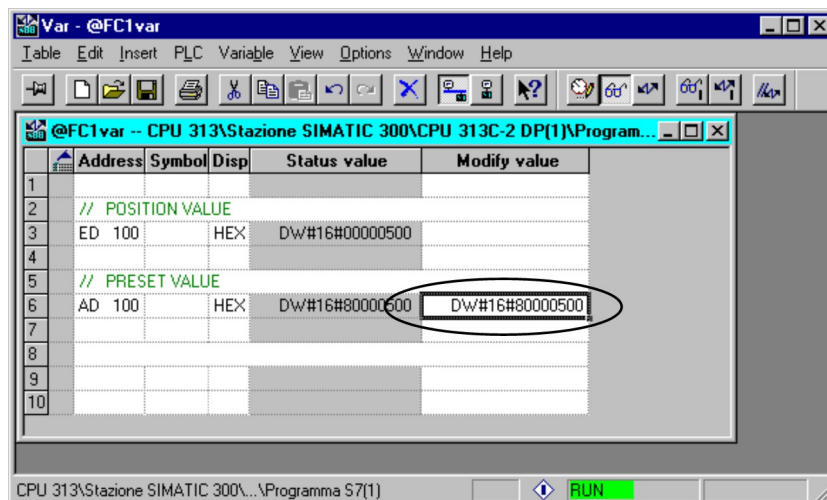 Var - @FC1var
Table Edit Insert PLC Variable View Options Window Help
@FC1var -- CPU 313\Stazione SIMATIC 300\CPU 313C-2 DP(1)\Program...
Address Symbol Disp Status value Modify value
1
2 // POSITION VALUE
3 ED 100 HEX DW#16#00000500
4
5 // PRESET VALUE
6 AD 100 HEX DW#16#80000500 DW#16#80000500
7
8
9
10
CPU 313\Stazione SIMATIC 300\...\Programma S7(1) RUN